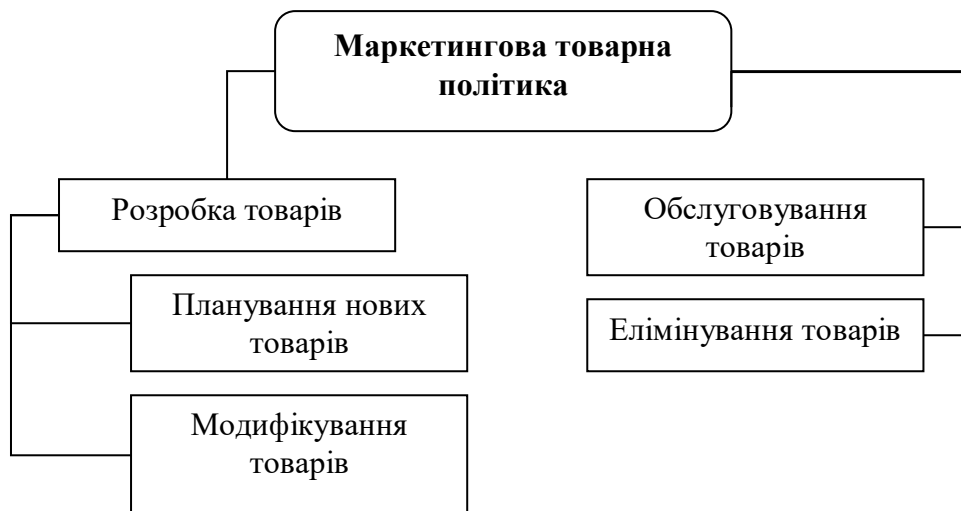 Маркетингова товарна
політика
Розробка товарів
Обслуговування
товарів
Планування нових
товарів
Елімінування товарів
Модифікування
товарів